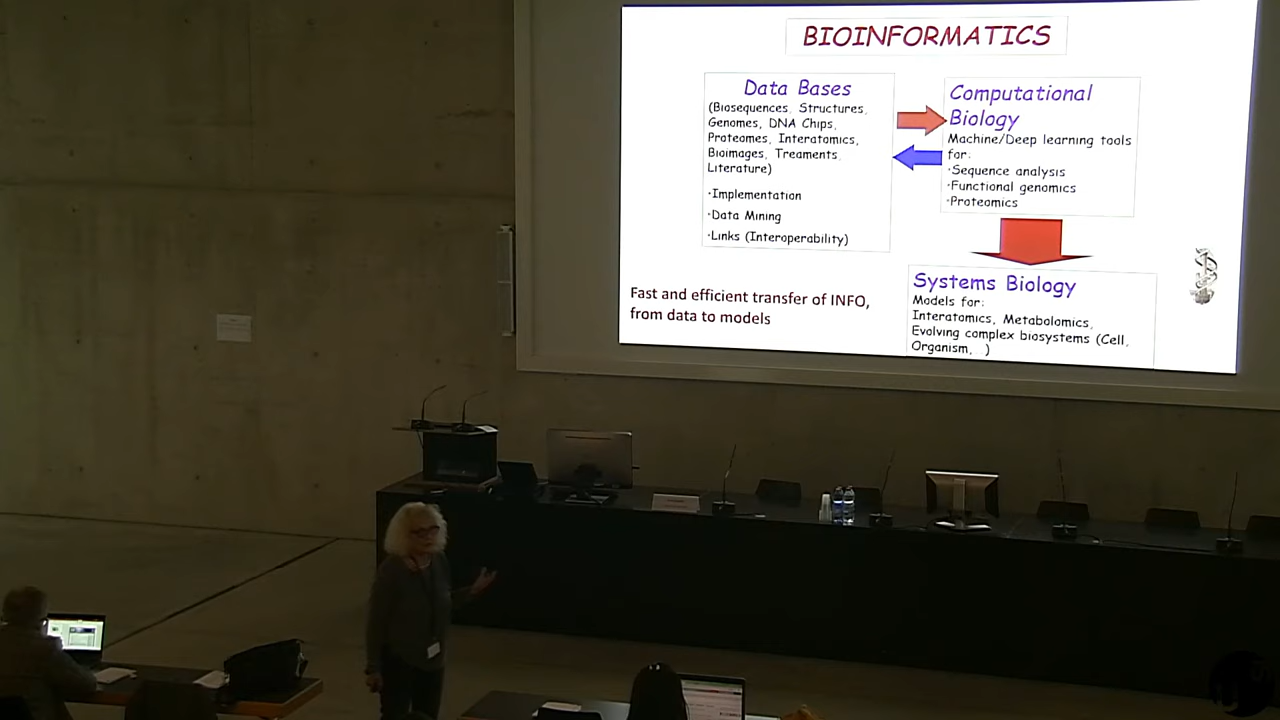 BIOINFORMATICS
Data Bases
(Biosequences, Structures,
Genomes, DNA Chips,
Proteomes, Interatomics,
Bioimages, Treaments,
Literature)
•Implementation
•Data Mining
•Links (Interoperability)
Computational
Biology
Machine/Deep learning tools
for:
•Sequence analysis
•Functional genomics
•Proteomics
Systems Biology
Models for:
Interatomics, Metabolomics,
Evolving complex biosystems (Cell,
Organism, )
Fast and efficient transfer of INFO,
from data to models